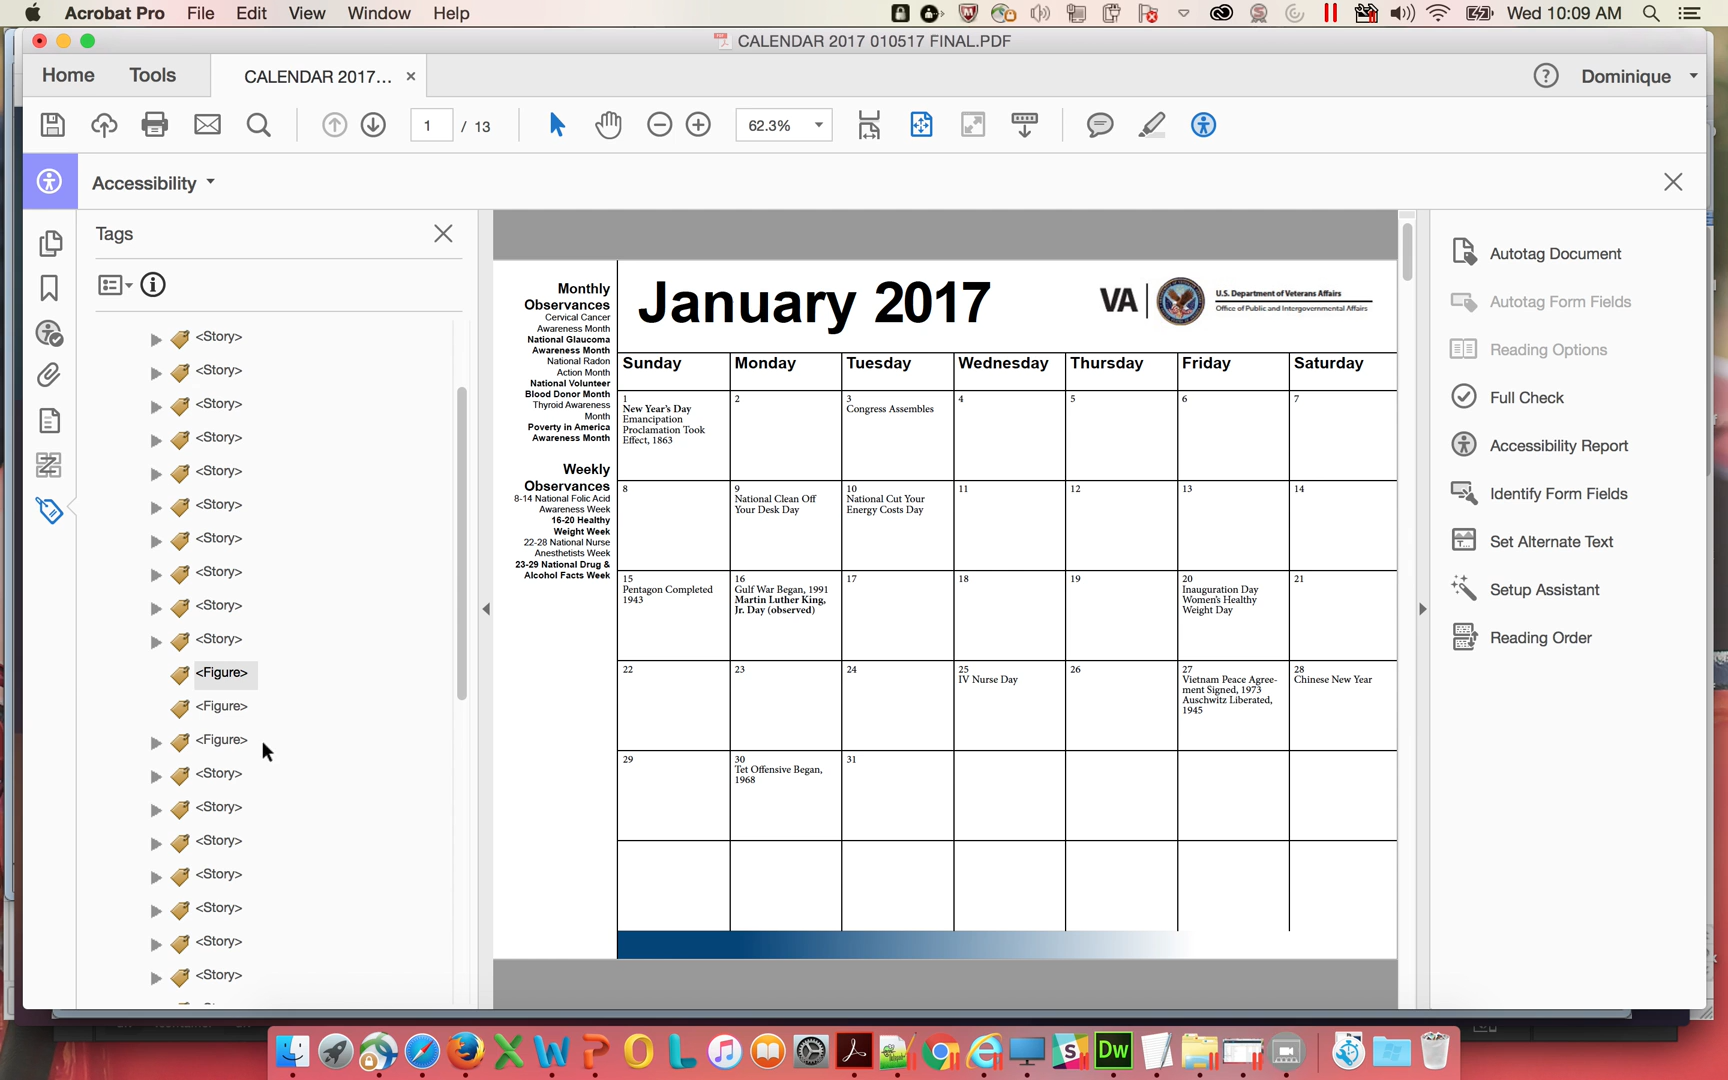 Acrobat Pro File Edit View Window Help Wed 10:09 AM
CALENDAR 2017 010517 FINAL.PDF
Home Tools CALENDAR 2017... × ? Dominique
1 / 13 62.3%
Accessibility
Tags
<Story>
<Story>
<Story>
<Story>
<Story>
<Story>
<Story>
<Story>
<Story>
<Story>
<Figure>
<Figure>
<Figure>
<Story>
<Story>
<Story>
<Story>
<Story>
<Story>
<Story>
Monthly
Observances
Cervical Cancer
Awareness Month
National Glaucoma
Awareness Month
National Radon
Action Month
National Volunteer
Blood Donor Month
Thyroid Awareness
Month
Poverty in America
Awareness Month
Weekly
Observances
8-14 National Folic Acid
Awareness Week
16-20 Healthy
Weight Week
22-28 National Nurse
Anesthetists Week
23-29 National Drug &
Alcohol Facts Week
January 2017
VA
U.S. Department of Veterans Affairs
Office of Public and Intergovernmental Affairs
Sunday Monday Tuesday Wednesday Thursday Friday Saturday
1
New Year's Day
Emancipation
Proclamation Took
Effect, 1863
2
3
Congress Assembles
4
5
6
7
8
9
National Clean Off
Your Desk Day
10
National Cut Your
Energy Costs Day
11
12
13
14
15
Pentagon Completed
1943
16
Gulf War Began, 1991
Martin Luther King,
Jr. Day (observed)
17
18
19
20
Inauguration Day
Women's Healthy
Weight Day
21
22
23
24
25
IV Nurse Day
26
27
Vietnam Peace Agree-
ment Signed, 1973
Auschwitz Liberated,
1945
28
Chinese New Year
29
30
Tet Offensive Began,
1968
31
Autotag Document
Autotag Form Fields
Reading Options
Full Check
Accessibility Report
Identify Form Fields
Set Alternate Text
Setup Assistant
Reading Order
Dw